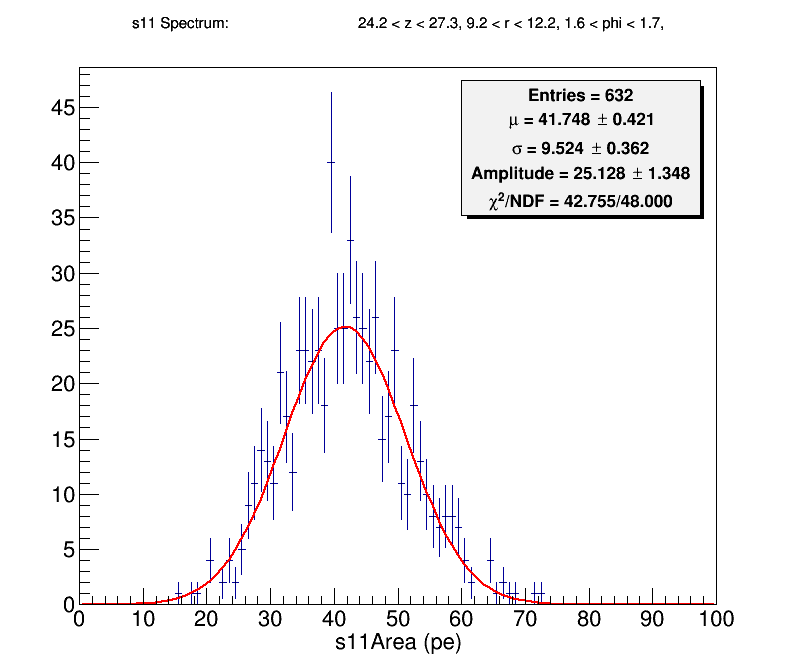 s11 Spectrum: 24.2 < z < 27.3, 9.2 < r < 12.2, 1.6 < phi < 1.7,
Entries = 632
μ = 41.748 ± 0.421
σ = 9.524 ± 0.362
Amplitude = 25.128 ± 1.348
χ²/NDF = 42.755/48.000
45
40
35
30
25
20
15
10
5
0
0 10 20 30 40 50 60 70 80 90 100
s11Area (pe)